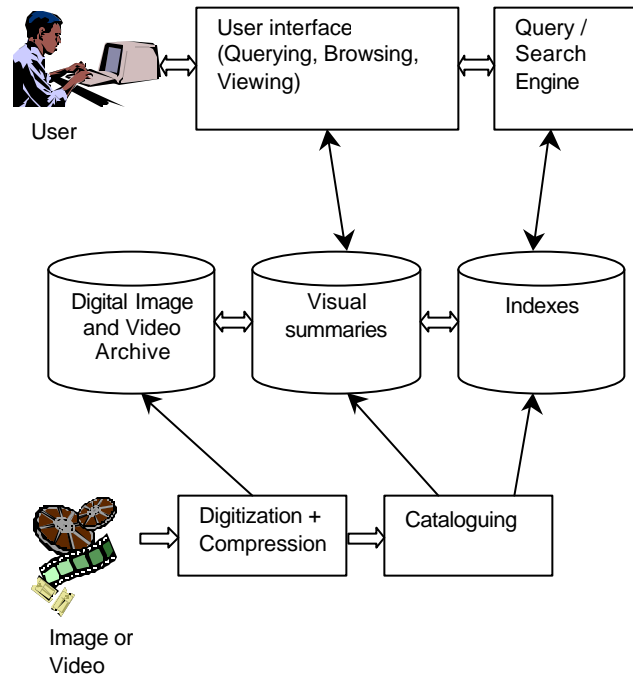 User interface
(Querying, Browsing,
Viewing)
Query /
Search
Engine
User
Digital Image
and Video
Archive
Visual
summaries
Indexes
Digitization +
Compression
Cataloguing
Image or
Video